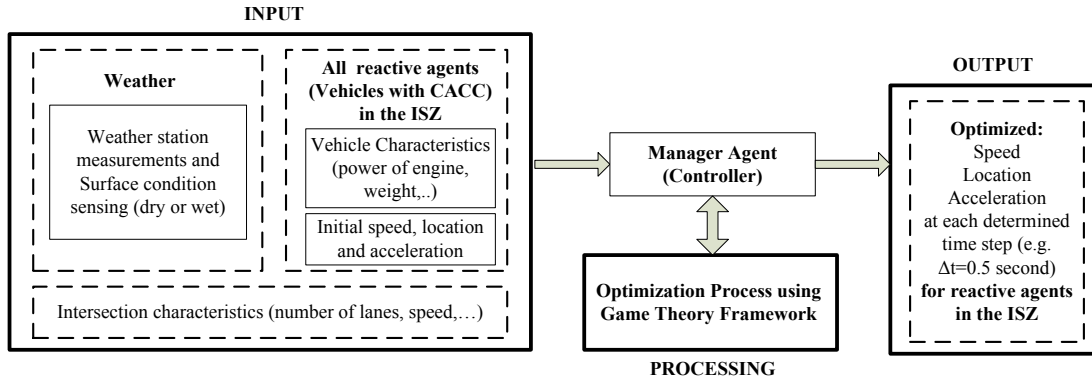 INPUT
Weather
Weather station
measurements and
Surface condition
sensing (dry or wet)
All reactive agents
(Vehicles with CACC)
in the ISZ
Vehicle Characteristics
(power of engine,
weight,..)
Initial speed, location
and acceleration
Intersection characteristics (number of lanes, speed,…)
Manager Agent
(Controller)
Optimization Process using
Game Theory Framework
PROCESSING
OUTPUT
Optimized:
Speed
Location
Acceleration
at each determined
time step (e.g.
Δt=0.5 second)
for reactive agents
in the ISZ